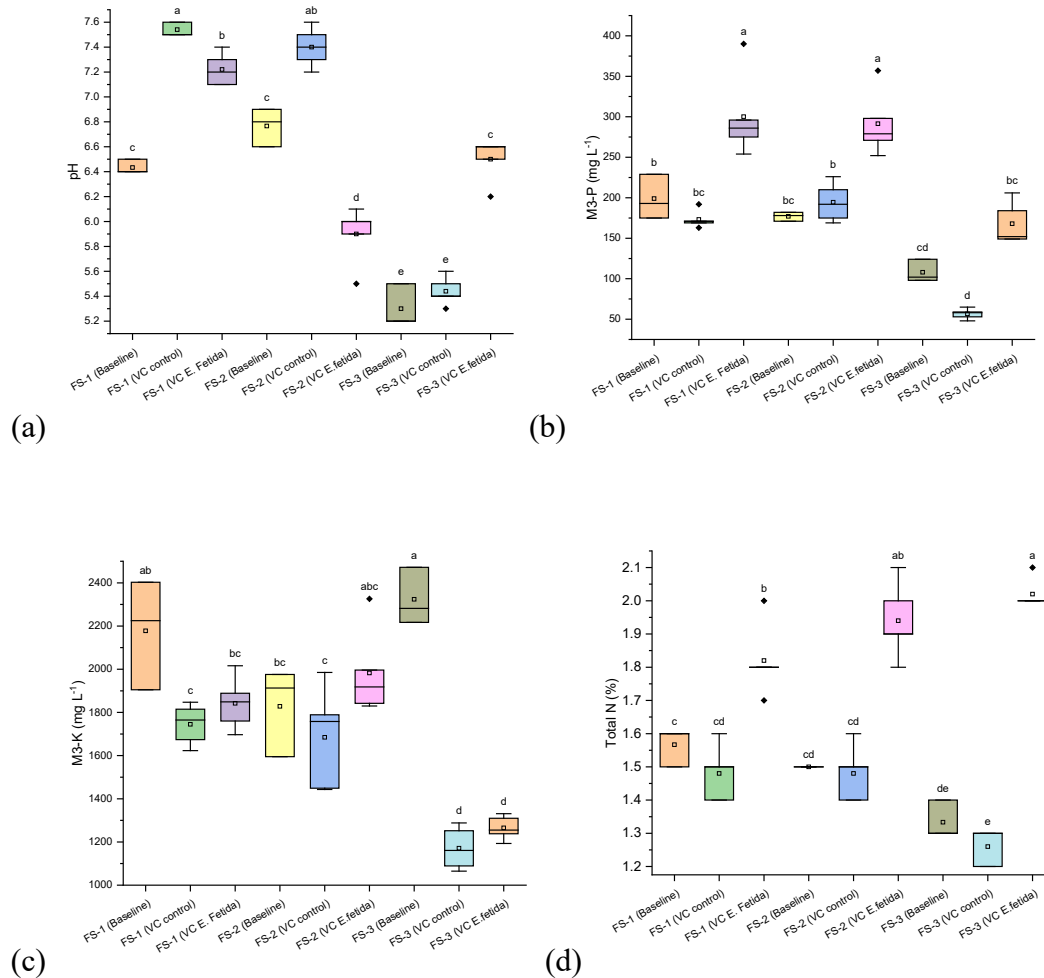 a
ab
b
c
c
c
d
e
e
7.6
7.4
7.2
7.0
6.8
6.6
6.4
6.2
6.0
5.8
5.6
5.4
5.2
pH
FS-1 (Baseline)
FS-1 (VC control)
FS-1 (VC E. Fetida)
FS-2 (Baseline)
FS-2 (VC control)
FS-2 (VC E.fetida)
FS-3 (Baseline)
FS-3 (VC control)
FS-3 (VC E.fetida)
(a)
a
a
b
bc
bc
b
cd
d
bc
400
350
300
250
200
150
100
50
M3-P (mg L-1)
FS-1 (Baseline)
FS-1 (VC control)
FS-1 (VC E. Fetida)
FS-2 (Baseline)
FS-2 (VC control)
FS-2 (VC E.fetida)
FS-3 (Baseline)
FS-3 (VC control)
FS-3 (VC E.fetida)
(b)
ab
c
bc
bc
c
abc
a
d
d
2400
2200
2000
1800
1600
1400
1200
1000
M3-K (mg L-1)
FS-1 (Baseline)
FS-1 (VC control)
FS-1 (VC E. Fetida)
FS-2 (Baseline)
FS-2 (VC control)
FS-2 (VC E.fetida)
FS-3 (Baseline)
FS-3 (VC control)
FS-3 (VC E.fetida)
(c)
c
cd
b
cd
cd
ab
de
e
a
2.1
2.0
1.9
1.8
1.7
1.6
1.5
1.4
1.3
1.2
Total N (%)
FS-1 (Baseline)
FS-1 (VC control)
FS-1 (VC E. Fetida)
FS-2 (Baseline)
FS-2 (VC control)
FS-2 (VC E.fetida)
FS-3 (Baseline)
FS-3 (VC control)
FS-3 (VC E.fetida)
(d)